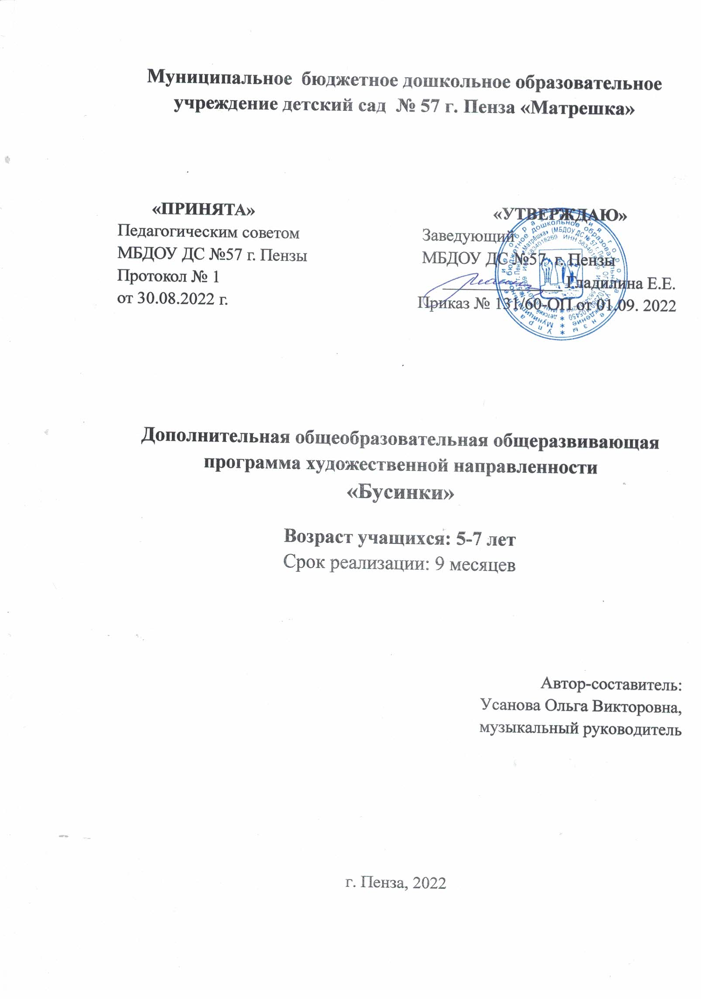 Муниципальное бюджетное дошкольное образовательное
учреждение детский сад № 57 г. Пенза «Матрешка»
«ПРИНЯТА»
Педагогическим советом
МБДОУ ДС №57 г. Пензы
Протокол № 1
от 30.08.2022 г.
«УТВЕРЖДАЮ»
Заведующий
МБДОУ ДС №57 г. Пензы
Гладилина Е.Е.
Приказ № 131/60-ОП от 01.09. 2022
Дополнительная общеобразовательная общеразвивающая
программа художественной направленности
«Бусинки»
Возраст учащихся: 5-7 лет
Срок реализации: 9 месяцев
Автор-составитель:
Усанова Ольга Викторовна,
музыкальный руководитель
г. Пенза, 2022